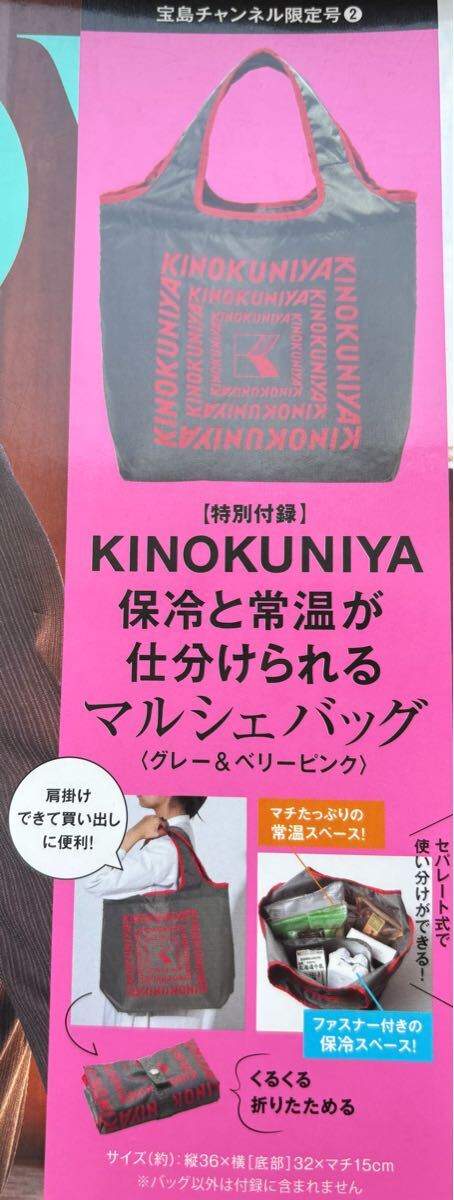 宝島チャンネル限定号❷
KINOKUNIYA
KINOKUNIYA
KINOKUNIYA
KINOKUNIYA
KINOKUNIYA
KINOKUNIYA
KINOKUNIYA
KINOKUNIYA
KINOKUNIYA
KINOKUNIYA
KINOKUNIYA
KINOKUNIYA
【特別付録】
KINOKUNIYA
保冷と常温が
仕分けられる
マルシェバッグ
〈グレー&ベリーピンク〉
肩掛け
できて買い出し
に便利!
マチたっぷりの
常温スペース!
セパレート式で
使い分けができる!
KINOKUNIYA
ファスナー付きの
保冷スペース!
くるくる
折りたためる
サイズ(約):縦36×横[底部]32×マチ15cm
※バッグ以外は付録に含まれません